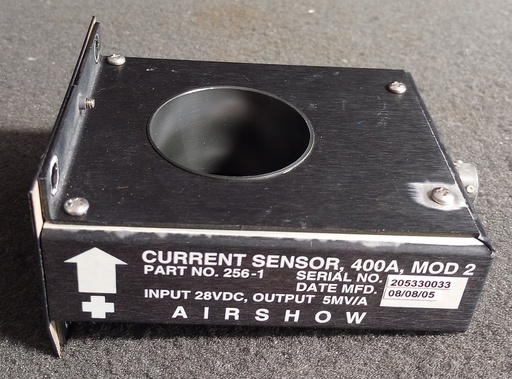 CURRENT SENSOR, 400A, MOD 2
PART NO. 256-1 SERIAL NO. 205330033
DATE MFD. 08/08/05
INPUT 28VDC, OUTPUT 5MV/A
AIRSHOW